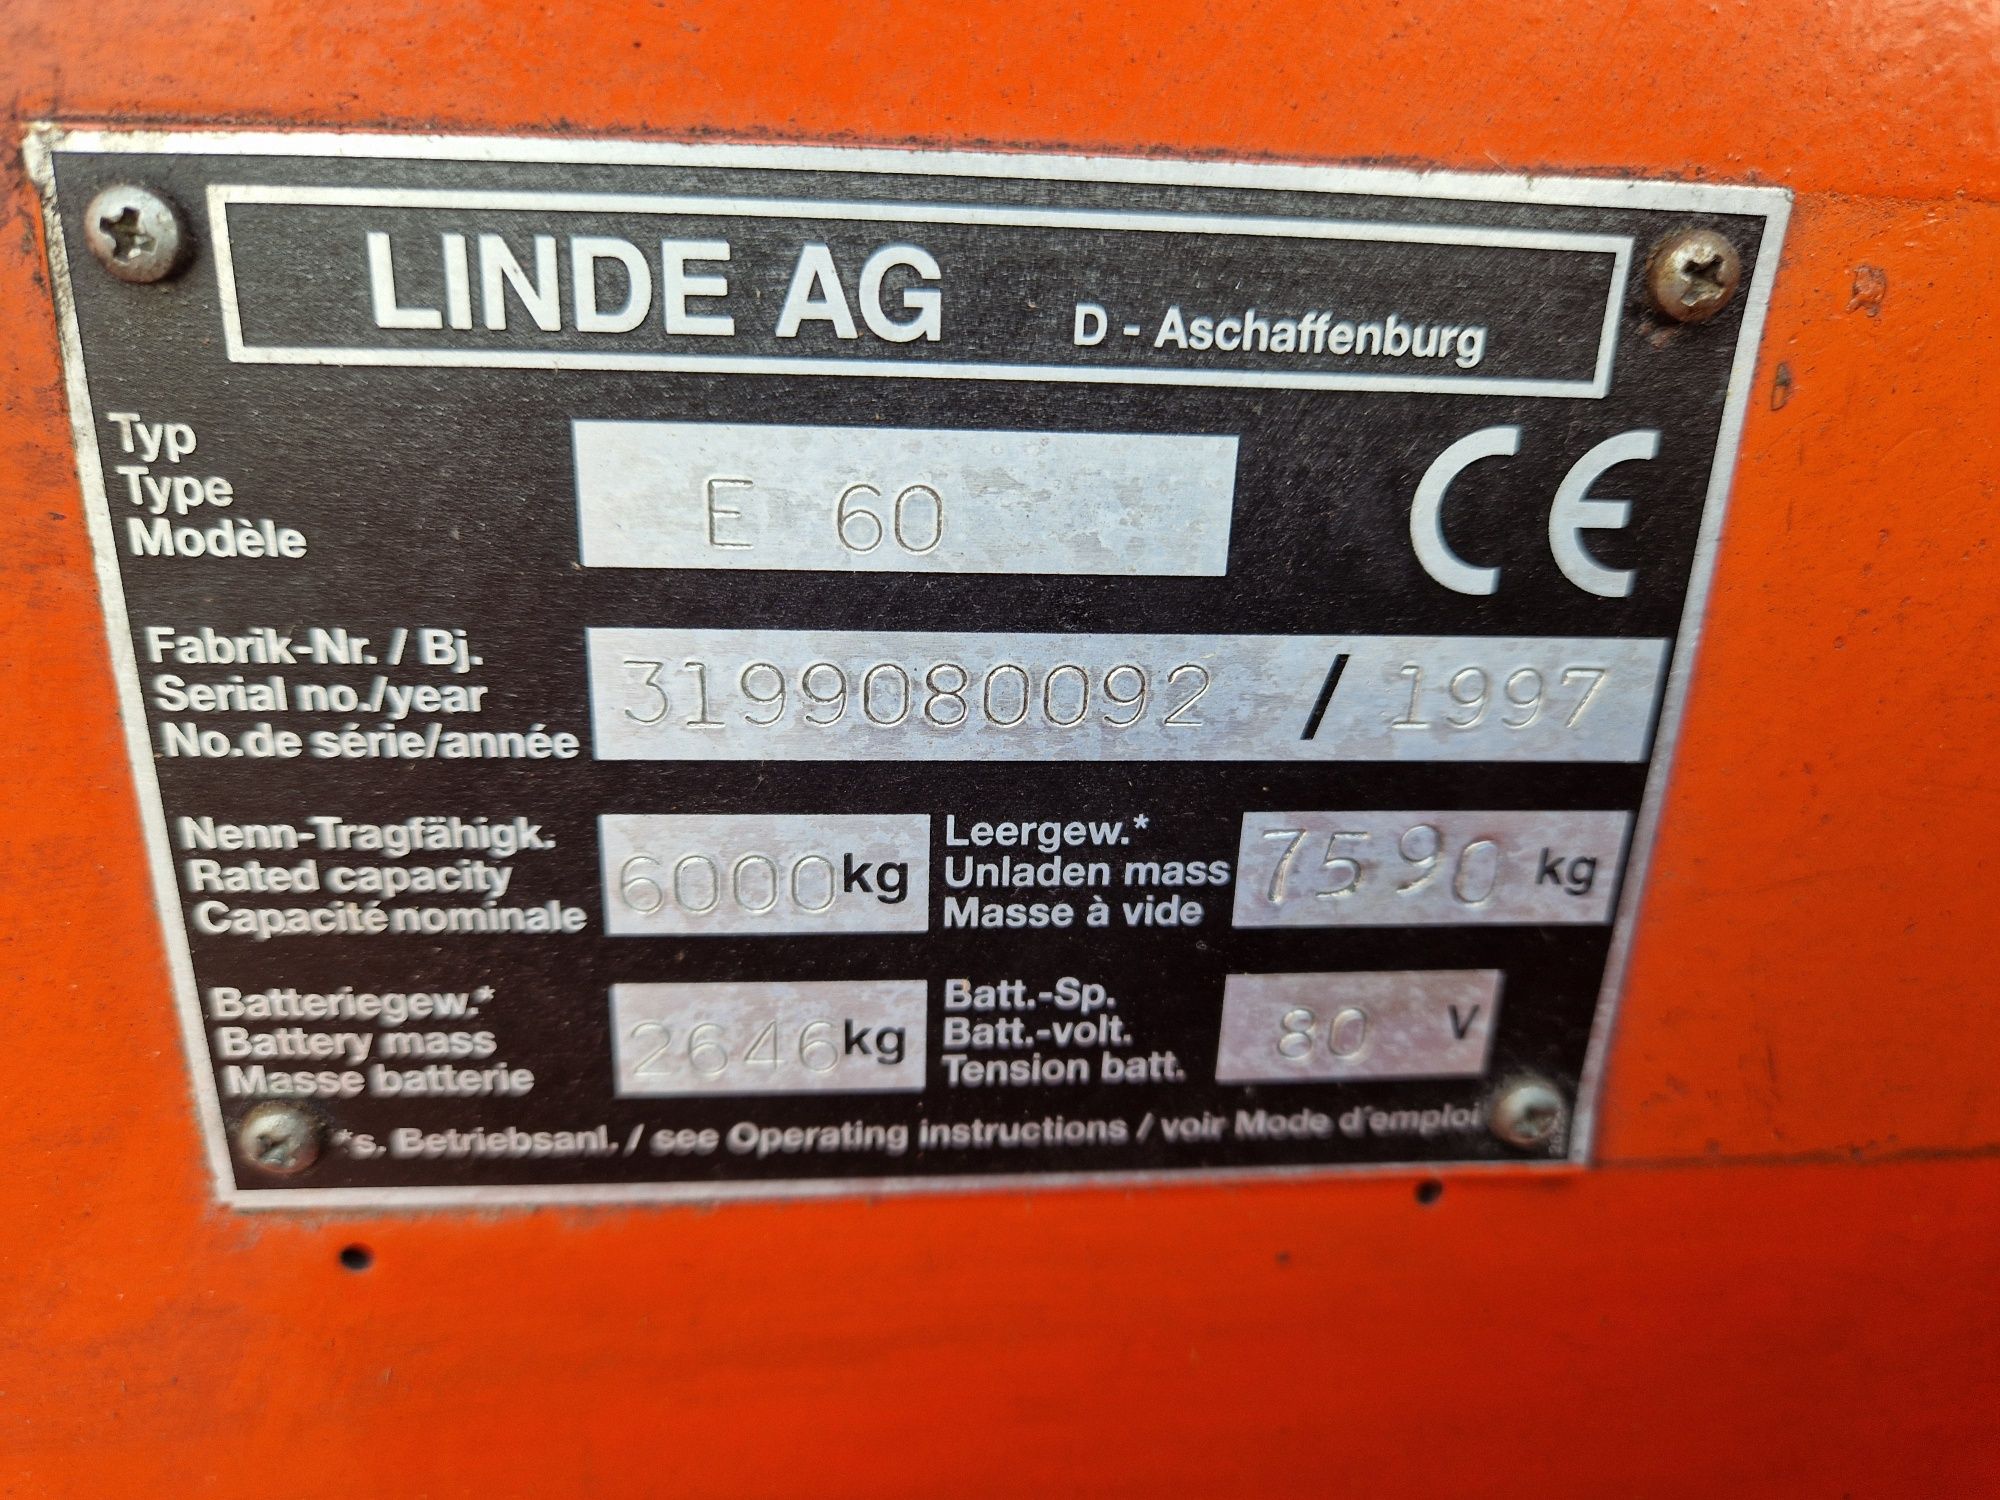 LINDE AG D - Aschaffenburg
Typ
Type
Modèle
E 60
CE
Fabrik-Nr. / Bj.
Serial no./year
No.de série/année
3199080092 / 1997
Nenn-Tragfähigk.
Rated capacity
Capacité nominale
6000 kg
Leergew.*
Unladen mass
Masse à vide
7590 kg
Batteriegew.*
Battery mass
Masse batterie
2646 kg
Batt.-Sp.
Batt.-volt.
Tension batt.
80 V
*s. Betriebsanl. / see Operating instructions / voir Mode d'emploi